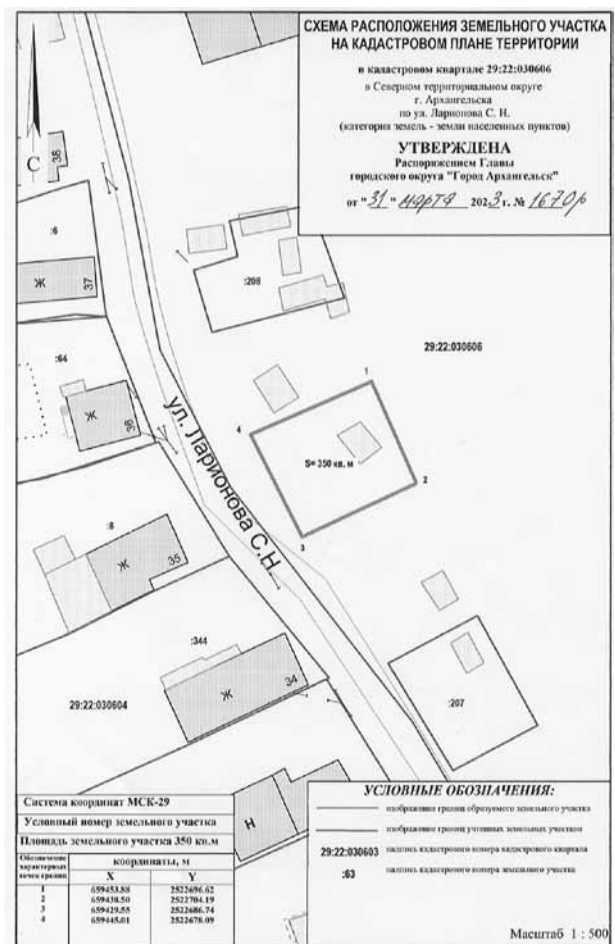 СХЕМА РАСПОЛОЖЕНИЯ ЗЕМЕЛЬНОГО УЧАСТКА
НА КАДАСТРОВОМ ПЛАНЕ ТЕРРИТОРИИ
в кадастровом квартале 29:22:030606
в Северном территориальном округе
г. Архангельска
по ул. Ларионова С. Н.
(категория земель - земли населенных пунктов)
УТВЕРЖДЕНА
Распоряжением Главы
городского округа "Город Архангельск"
от "31" марта 2023 г. № 1670р
С
38
:6
Ж
37
:208
29:22:030606
:64
Ж
36
1
4
S= 350 кв. м
2
3
ул. Ларионова С.Н.
:8
Ж
35
:344
Ж
34
29:22:030604
:207
Н
Система координат МСК-29
Условный номер земельного участка
Площадь земельного участка 350 кв.м
Обозначение характерных точек границ
координаты, м
X Y
1 659453.88 2522696.62
2 659438.50 2522704.19
3 659429.55 2522686.74
4 659445.01 2522678.09
УСЛОВНЫЕ ОБОЗНАЧЕНИЯ:
изображение границ образуемого земельного участка
изображение границ учтенных земельных участков
29:22:030603 надпись кадастрового номера кадастрового квартала
:63 надпись кадастрового номера земельного участка
Масштаб 1 : 500